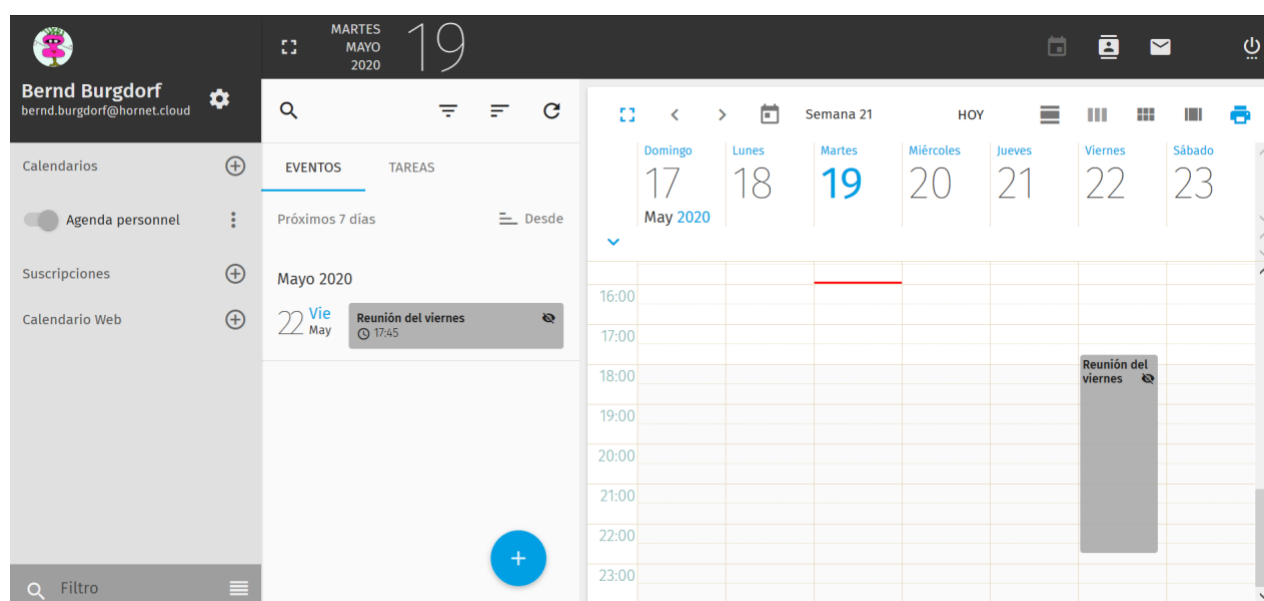 MARTES
MAYO
2020
19
Bernd Burgdorf
bernd.burgdorf@hornet.cloud
Calendarios
Agenda personnel
Suscripciones
Calendario Web
Filtro
EVENTOS TAREAS
Próximos 7 días Desde
Mayo 2020
22 Vie
May
Reunión del viernes
17:45
Semana 21 HOY
Domingo Lunes Martes Miércoles Jueves Viernes Sábado
17 18 19 20 21 22 23
May 2020
16:00
17:00
18:00
Reunión del
viernes
19:00
20:00
21:00
22:00
23:00